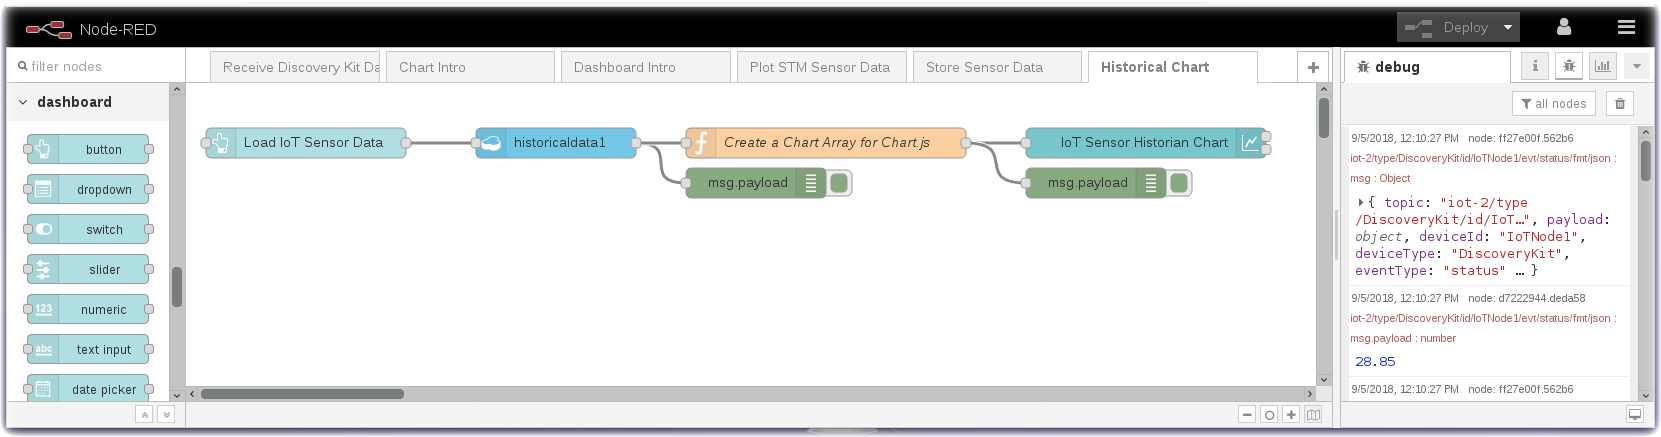 Node-RED
Deploy
filter nodes
Receive Discovery Kit Da
Chart Intro
Dashboard Intro
Plot STM Sensor Data
Store Sensor Data
Historical Chart
debug
all nodes
dashboard
button
dropdown
switch
slider
123 numeric
abc text input
date picker
Load IoT Sensor Data
historicaldata1
Create a Chart Array for Chart.js
IoT Sensor Historian Chart
msg.payload
msg.payload
9/5/2018, 12:10:27 PM node: ff27e00f.562b6
iot-2/type/DiscoveryKit/id/IoTNode1/evt/status/fmt/json :
msg : Object
{ topic: "iot-2/type
/DiscoveryKit/id/IoT…", payload:
object, deviceId: "IoTNode1",
deviceType: "DiscoveryKit",
eventType: "status" … }
9/5/2018, 12:10:27 PM node: d7222944.deda58
iot-2/type/DiscoveryKit/id/IoTNode1/evt/status/fmt/json :
msg.payload : number
28.85
9/5/2018, 12:10:27 PM node: ff27e00f.562b6